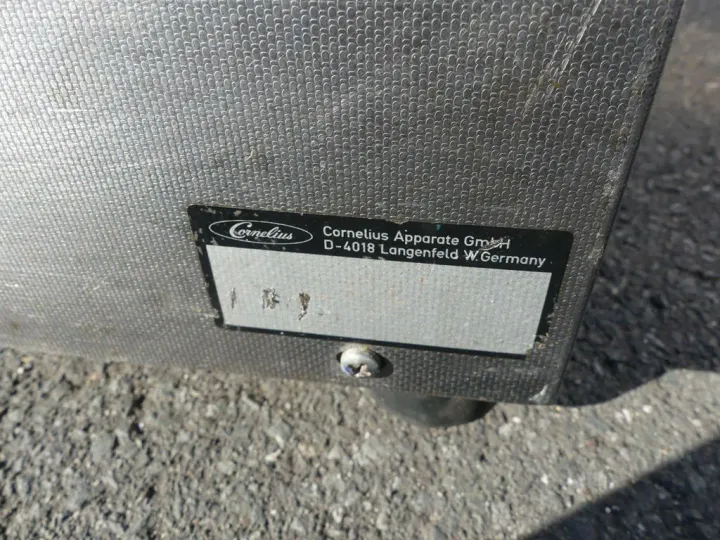 Cornelius
Cornelius Apparate GmbH
D-4018 Langenfeld W.Germany